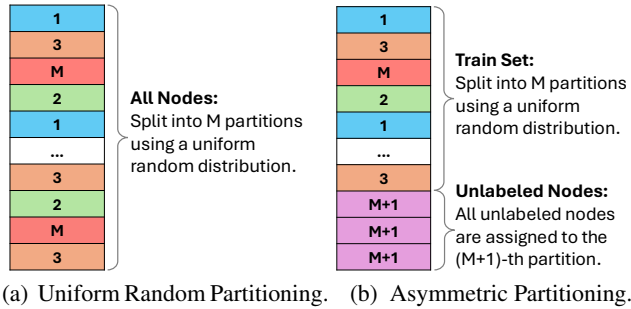 1
3
M
2
1
...
3
2
M
3
All Nodes:
Split into M partitions
using a uniform
random distribution.
(a) Uniform Random Partitioning.
1
3
M
2
1
...
3
M+1
M+1
M+1
Train Set:
Split into M partitions
using a uniform
random distribution.
Unlabeled Nodes:
All unlabeled nodes
are assigned to the
(M+1)-th partition.
(b) Asymmetric Partitioning.